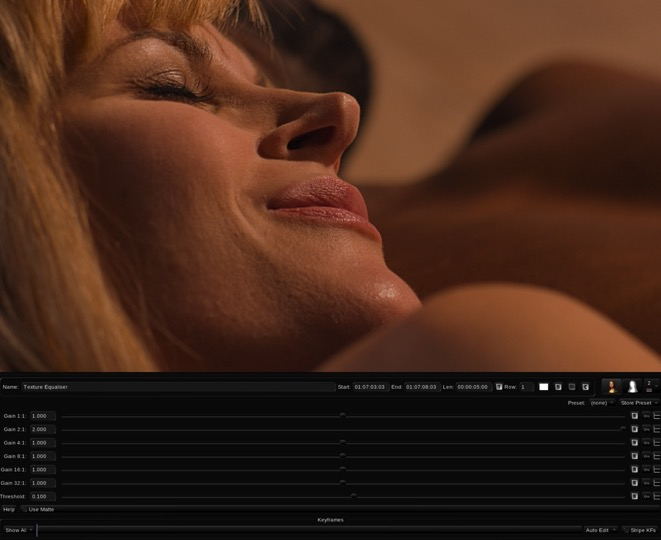 Name: Texture Equaliser Start: 01:07:03:03 End: 01:07:08:03 Len: 00:00:05:00 Row: 1 2
Preset: (none) Store Preset
Gain 1:1: 1.000
Gain 2:1: 2.000
Gain 4:1: 1.000
Gain 8:1: 1.000
Gain 16:1: 1.000
Gain 32:1: 1.000
Threshold: 0.100
Help Use Matte
Keyframes
Show All Auto Edit Stripe KFs